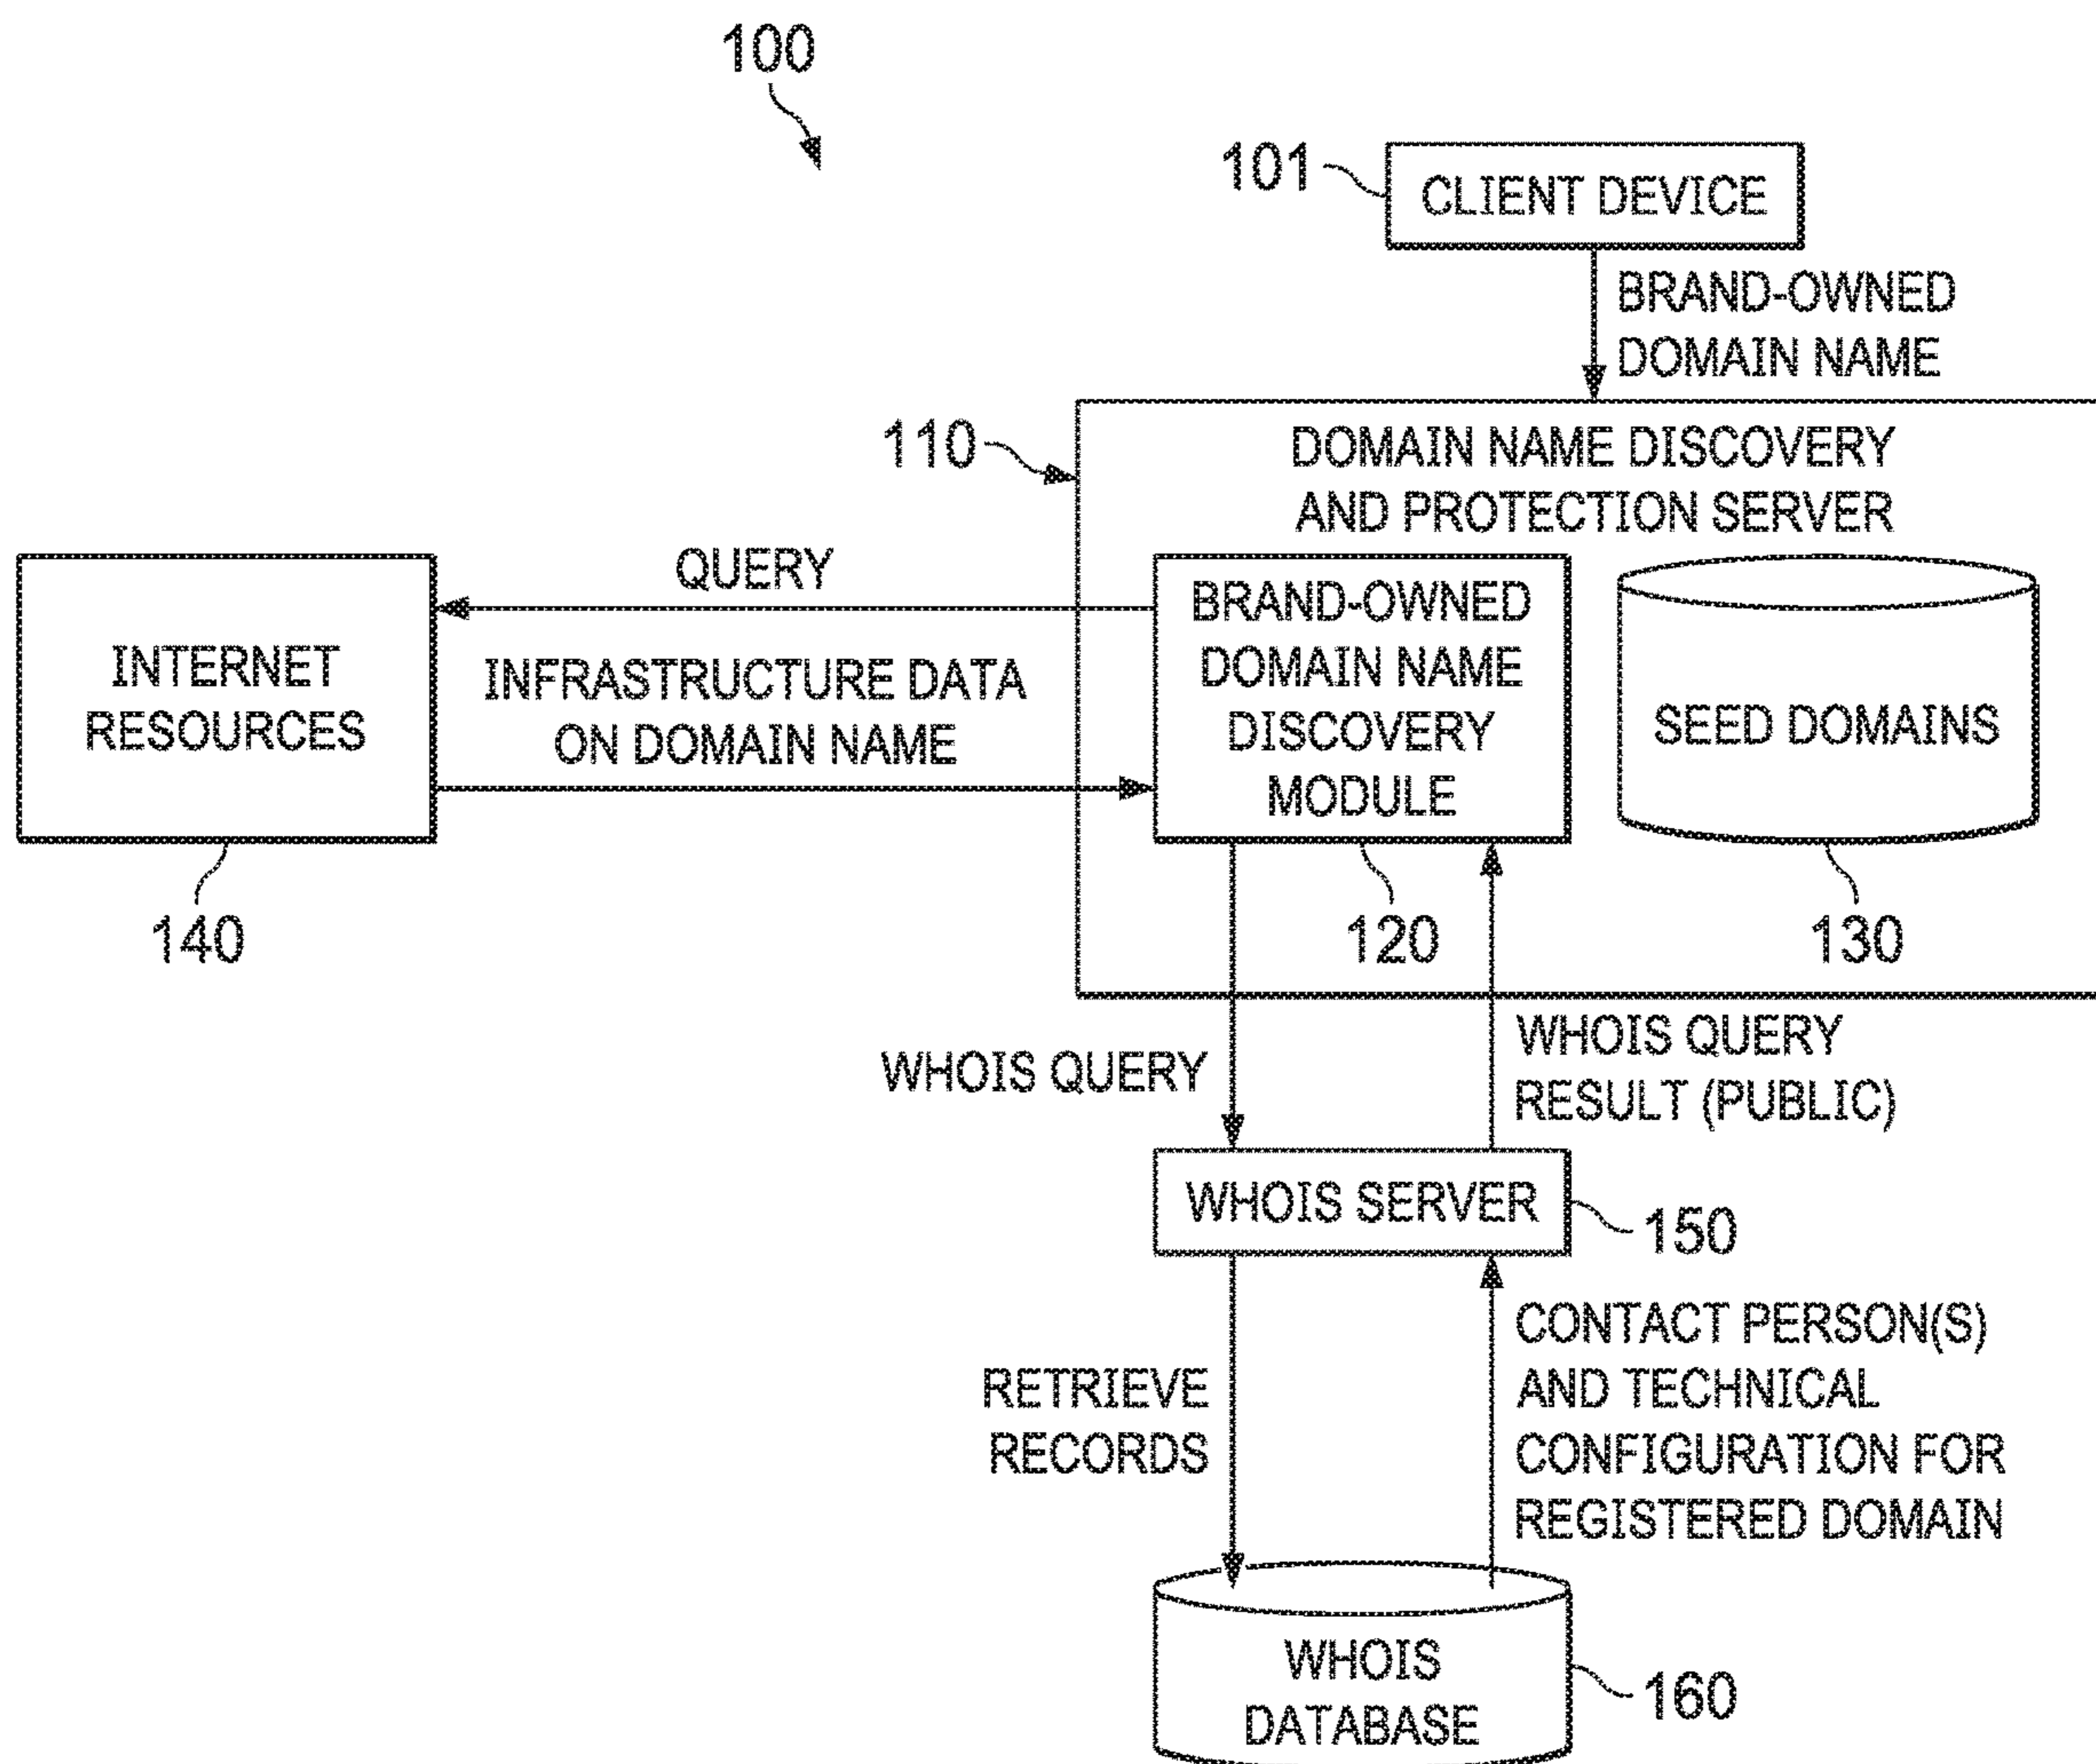 100
101
CLIENT DEVICE
BRAND-OWNED
DOMAIN NAME
110
DOMAIN NAME DISCOVERY
AND PROTECTION SERVER
QUERY
INTERNET
RESOURCES
INFRASTRUCTURE DATA
ON DOMAIN NAME
BRAND-OWNED
DOMAIN NAME
DISCOVERY
MODULE
SEED DOMAINS
140
120
130
WHOIS QUERY
WHOIS QUERY
RESULT (PUBLIC)
WHOIS SERVER
150
RETRIEVE
RECORDS
CONTACT PERSON(S)
AND TECHNICAL
CONFIGURATION FOR
REGISTERED DOMAIN
WHOIS
DATABASE
160